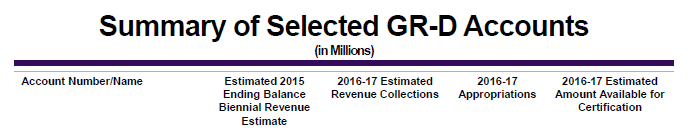 Summary of Selected GR-D Accounts
(in Millions)
Account Number/Name
Estimated 2015
Ending Balance
Biennial Revenue
Estimate
2016-17 Estimated
Revenue Collections
2016-17
Appropriations
2016-17 Estimated
Amount Available for
Certification